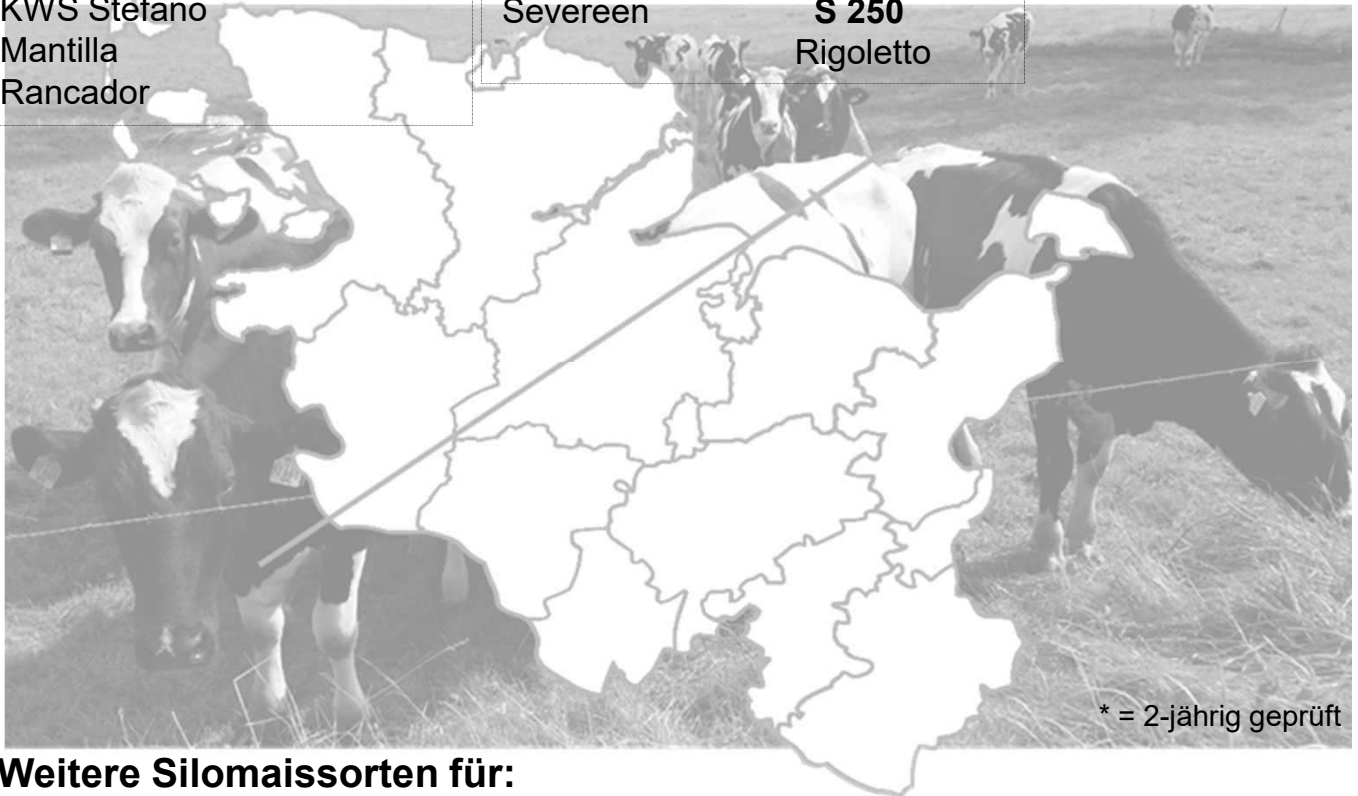 KWS Stefano
Mantilla
Rancador
Severeen
S 250
Rigoletto
* = 2-jährig geprüft
Weitere Silomaissorten für: